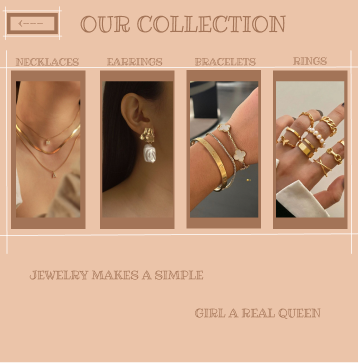 <---
OUR COLLECTION
NECKLACES EARRINGS BRACELETS RINGS
JEWELRY MAKES A SIMPLE
GIRL A REAL QUEEN